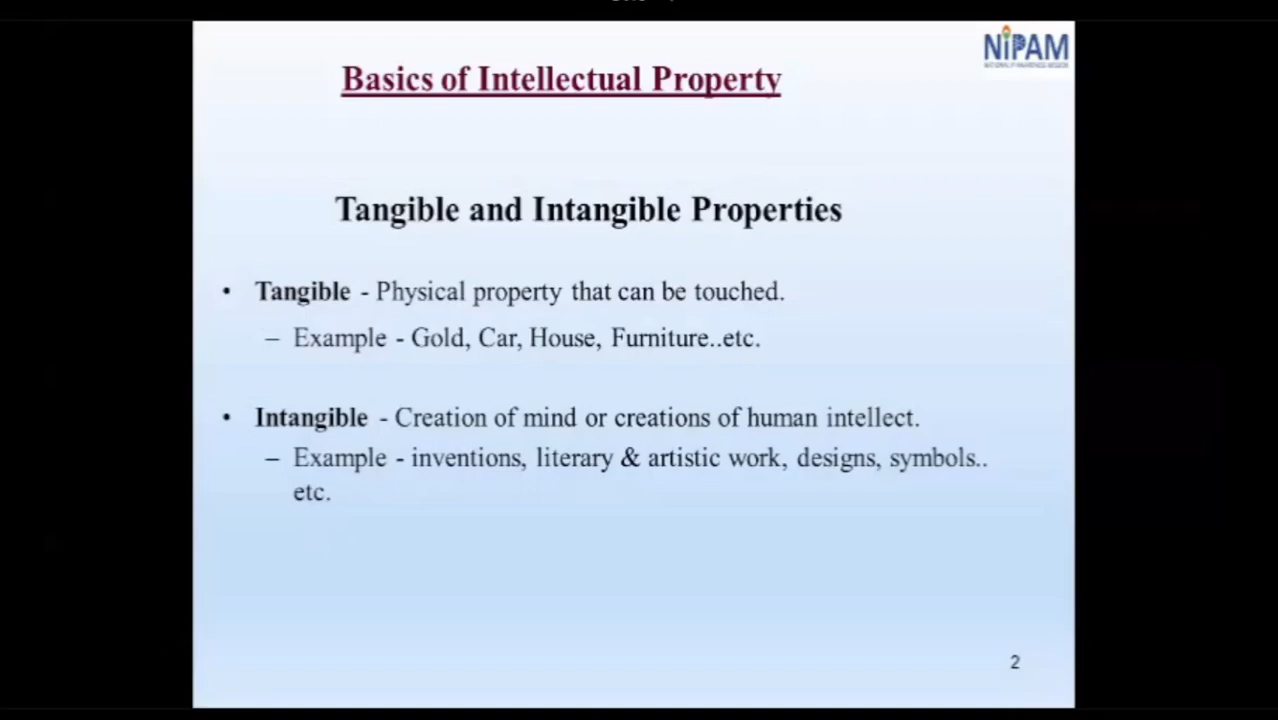 NiPAM
Basics of Intellectual Property
Tangible and Intangible Properties
• Tangible - Physical property that can be touched.
– Example - Gold, Car, House, Furniture..etc.
• Intangible - Creation of mind or creations of human intellect.
– Example - inventions, literary & artistic work, designs, symbols..
etc.
2